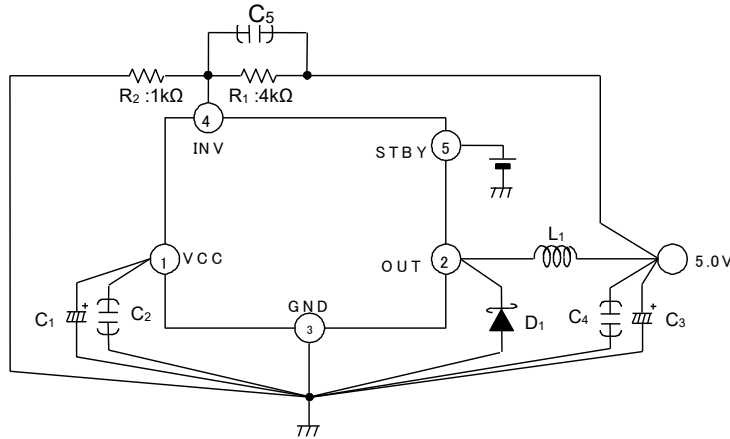 C5
R2 :1kΩ
R1 :4kΩ
4
INV
STBY
5
1
VCC
OUT
2
L1
5.0V
GND
3
C1
+
C2
D1
C4
+
C3